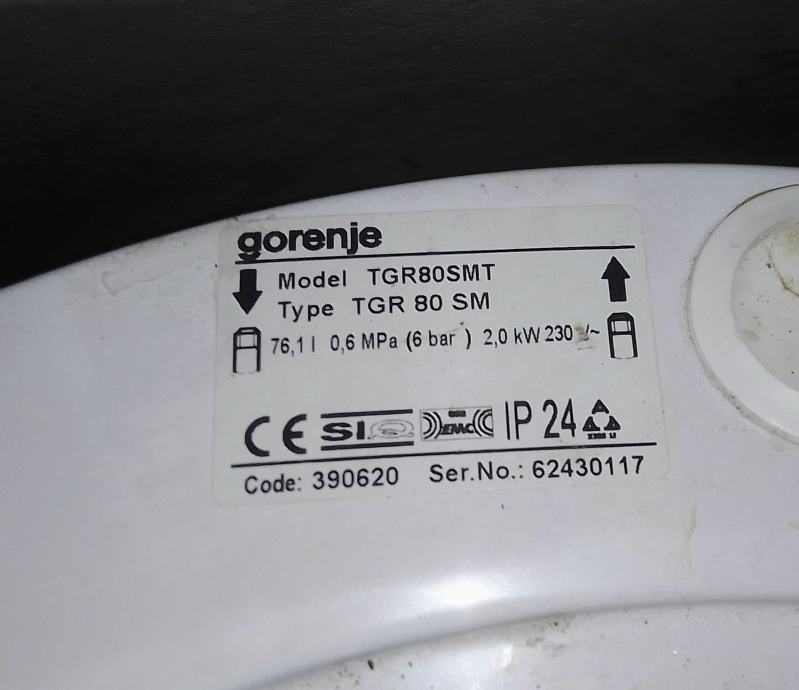 gorenje
Model TGR80SMT
Type TGR 80 SM
76,1 l 0,6 MPa (6 bar ) 2,0 kW 230 ~
CE SI EMC IP 24
Code: 390620 Ser.No.: 62430117